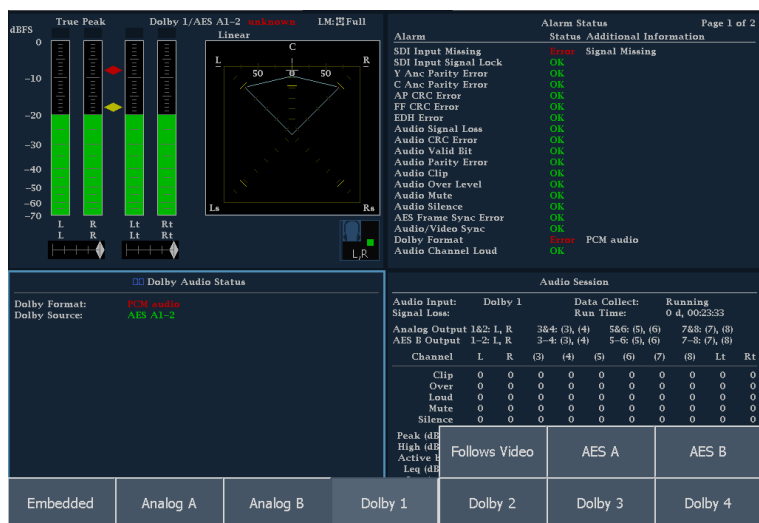 True Peak Dolby 1/AES A1-2 unknown LM: Full
dBFS
Linear
0
-10
-20
-30
-40
-50
-60
-70
L R Lt Rt
L R Lt Rt
C
L R
50 0 50
Ls Rs
L,R
Alarm Status Page 1 of 2
Alarm Status Additional Information
SDI Input Missing Error Signal Missing
SDI Input Signal Lock OK
Y Anc Parity Error OK
C Anc Parity Error OK
AP CRC Error OK
FF CRC Error OK
EDH Error OK
Audio Signal Loss OK
Audio CRC Error OK
Audio Valid Bit OK
Audio Parity Error OK
Audio Clip OK
Audio Over Level OK
Audio Mute OK
Audio Silence OK
AES Frame Sync Error OK
Audio/Video Sync OK
Dolby Format Error PCM audio
Audio Channel Loud OK
Dolby Audio Status
Dolby Format: PCM audio
Dolby Source: AES A1-2
Audio Session
Audio Input: Dolby 1 Data Collect: Running
Signal Loss: Run Time: 0 d, 00:23:33
Analog Output 1&2: L, R 3&4: (3), (4) 5&6: (5), (6) 7&8: (7), (8)
AES B Output 1-2: L, R 3-4: (3), (4) 5-6: (5), (6) 7-8: (7), (8)
Channel L R (3) (4) (5) (6) (7) (8) Lt Rt
Clip 0 0 0 0 0 0 0 0 0 0
Over 0 0 0 0 0 0 0 0 0 0
Loud 0 0 0 0 0 0 0 0 0 0
Mute 0 0 0 0 0 0 0 0 0 0
Silence 0 0 0 0 0 0 0 0 0 0
Peak (dB
High (dB
Active
Leq (dB
Follows Video AES A AES B
Embedded Analog A Analog B Dolby 1 Dolby 2 Dolby 3 Dolby 4